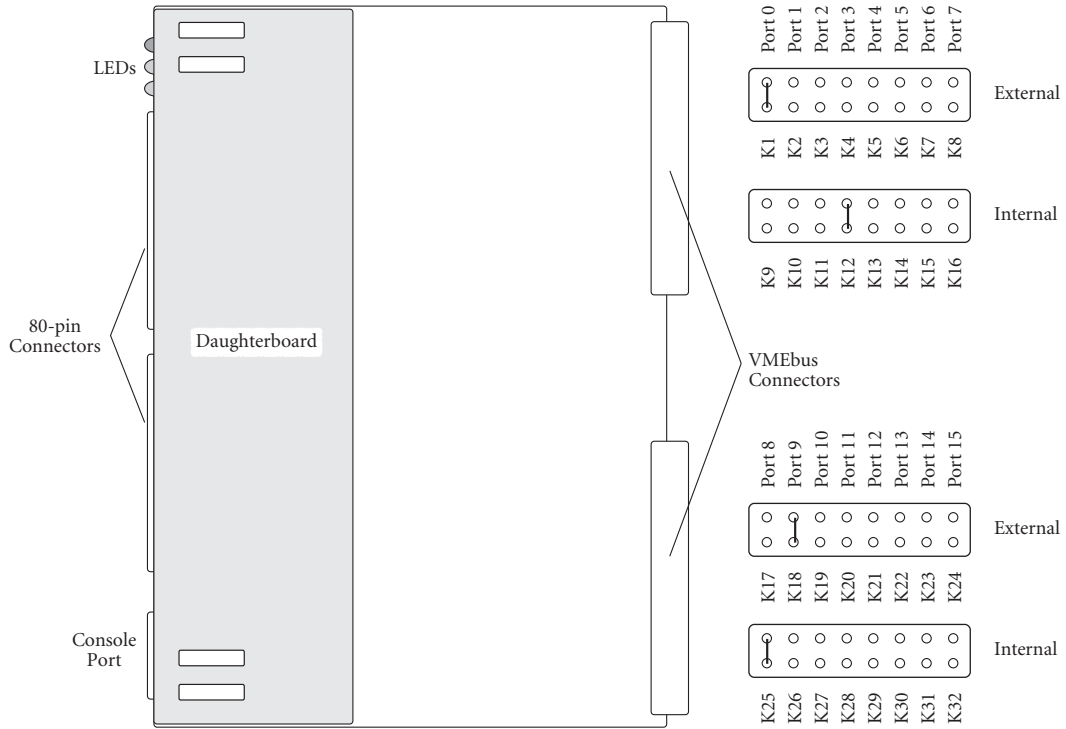 LEDs
80-pin
Connectors
Console
Port
Daughterboard
VMEbus
Connectors
Port 0
Port 1
Port 2
Port 3
Port 4
Port 5
Port 6
Port 7
External
K1
K2
K3
K4
K5
K6
K7
K8
Internal
K9
K10
K11
K12
K13
K14
K15
K16
Port 8
Port 9
Port 10
Port 11
Port 12
Port 13
Port 14
Port 15
External
K17
K18
K19
K20
K21
K22
K23
K24
Internal
K25
K26
K27
K28
K29
K30
K31
K32